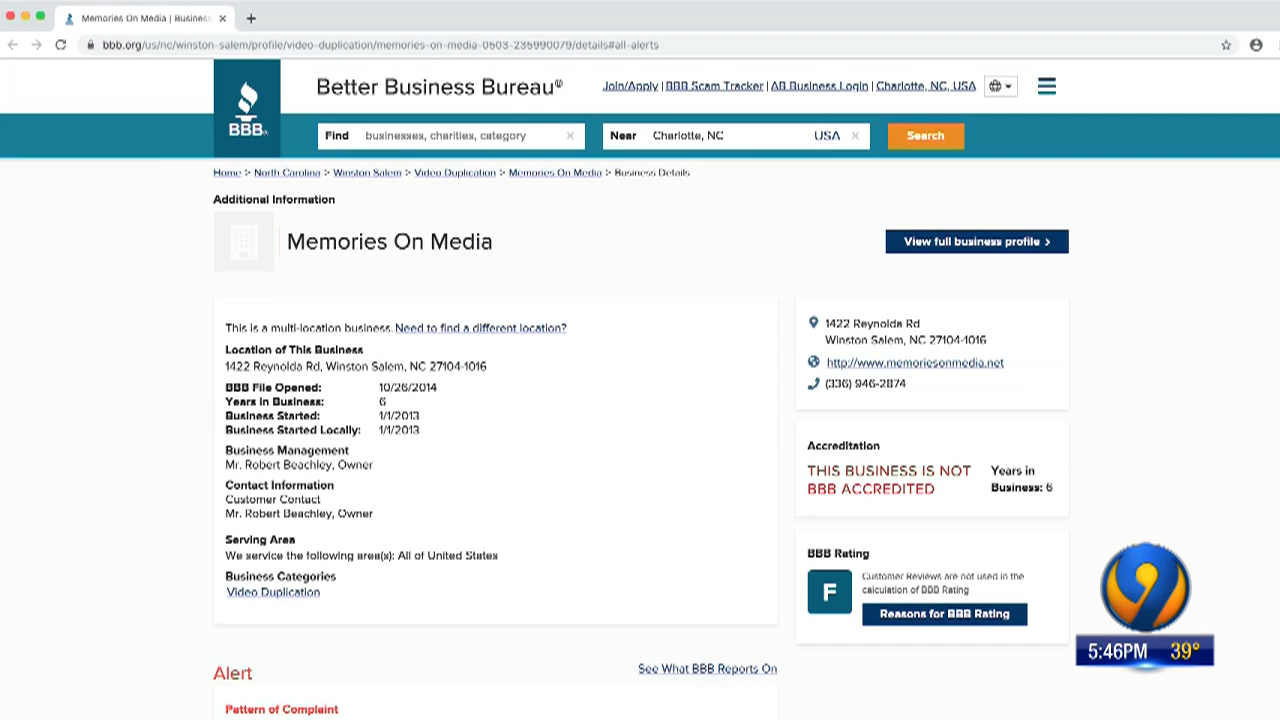 Memories On Media | Business
bbb.org/us/nc/winston-salem/profile/video-duplication/memories-on-media-0503-235990079/details#all-alerts
Better Business Bureau®
Join/Apply | BBB Scam Tracker | AB Business Login | Charlotte, NC, USA
BBB
Find businesses, charities, category
Near Charlotte, NC USA
Search
Home > North Carolina > Winston Salem > Video Duplication > Memories On Media > Business Details
Additional Information
Memories On Media
View full business profile >
This is a multi-location business. Need to find a different location?
Location of This Business
1422 Reynolda Rd, Winston Salem, NC 27104-1016
BBB File Opened: 10/26/2014
Years in Business: 6
Business Started: 1/1/2013
Business Started Locally: 1/1/2013
Business Management
Mr. Robert Beachley, Owner
Contact Information
Customer Contact
Mr. Robert Beachley, Owner
Serving Area
We service the following area(s): All of United States
Business Categories
Video Duplication
1422 Reynolda Rd
Winston Salem, NC 27104-1016
http://www.memoriesonmedia.net
(336) 946-2874
Accreditation
THIS BUSINESS IS NOT
BBB ACCREDITED
Years in
Business: 6
BBB Rating
F
Customer Reviews are not used in the
calculation of BBB Rating
Reasons for BBB Rating
9
5:46PM 39°
Alert
See What BBB Reports On
Pattern of Complaint